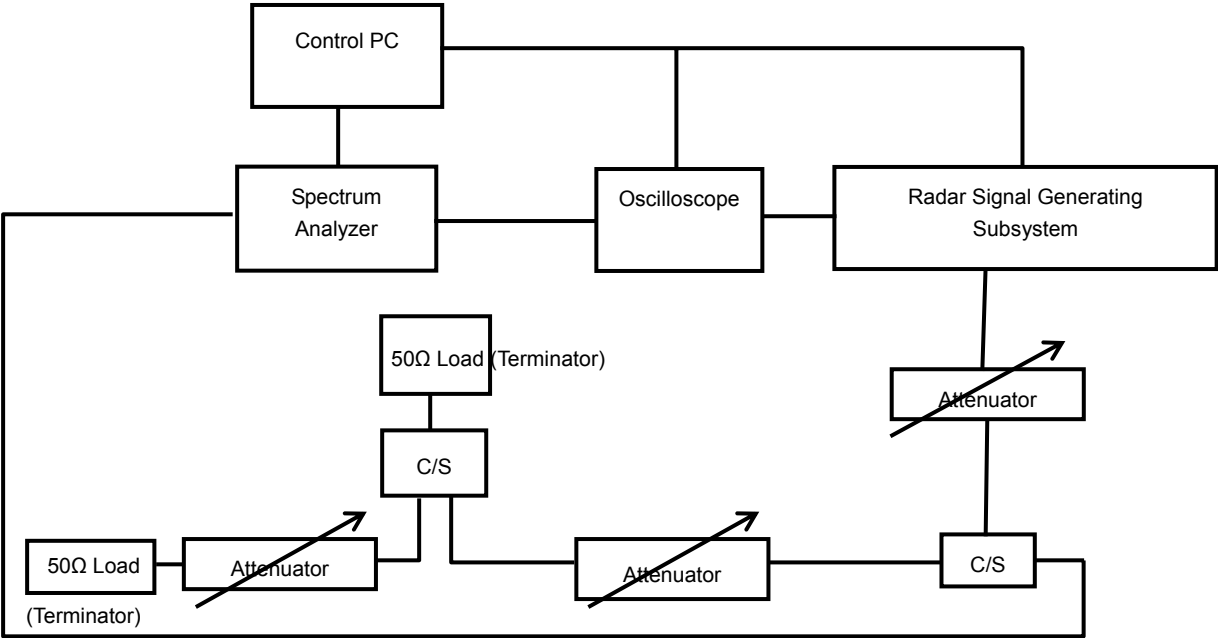 Control PC
Spectrum
Analyzer
Oscilloscope
Radar Signal Generating
Subsystem
50Ω Load (Terminator)
Attenuator
C/S
50Ω Load
(Terminator)
Attenuator
Attenuator
C/S